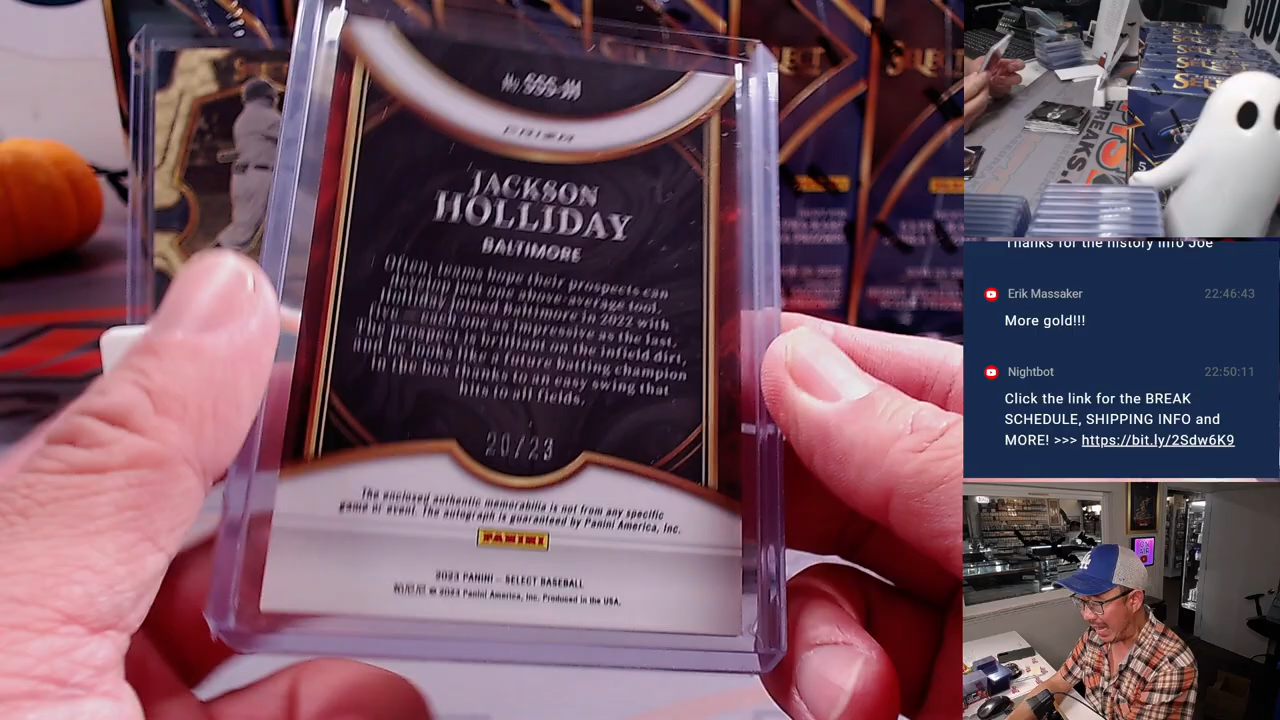 No. SSS-JH
PRIZM
JACKSON
HOLLIDAY
BALTIMORE
Often, teams hope their prospects can
develop just one above-average tool.
Holliday joined Baltimore in 2022 with
five—each one as impressive as the last.
The prospect is brilliant on the infield dirt,
and he looks like a future batting champion
in the box thanks to an easy swing that
hits to all fields.
20/23
The enclosed authentic memorabilia is not from any specific
game or event. The autograph is guaranteed by Panini America, Inc.
PANINI
2023 PANINI – SELECT BASEBALL
© 2023 Panini America, Inc. Produced in the USA.
SELECT
Thanks for the history info Joe
Erik Massaker 22:46:43
More gold!!!
Nightbot 22:50:11
Click the link for the BREAK
SCHEDULE, SHIPPING INFO and
MORE! >>> https://bit.ly/2Sdw6K9